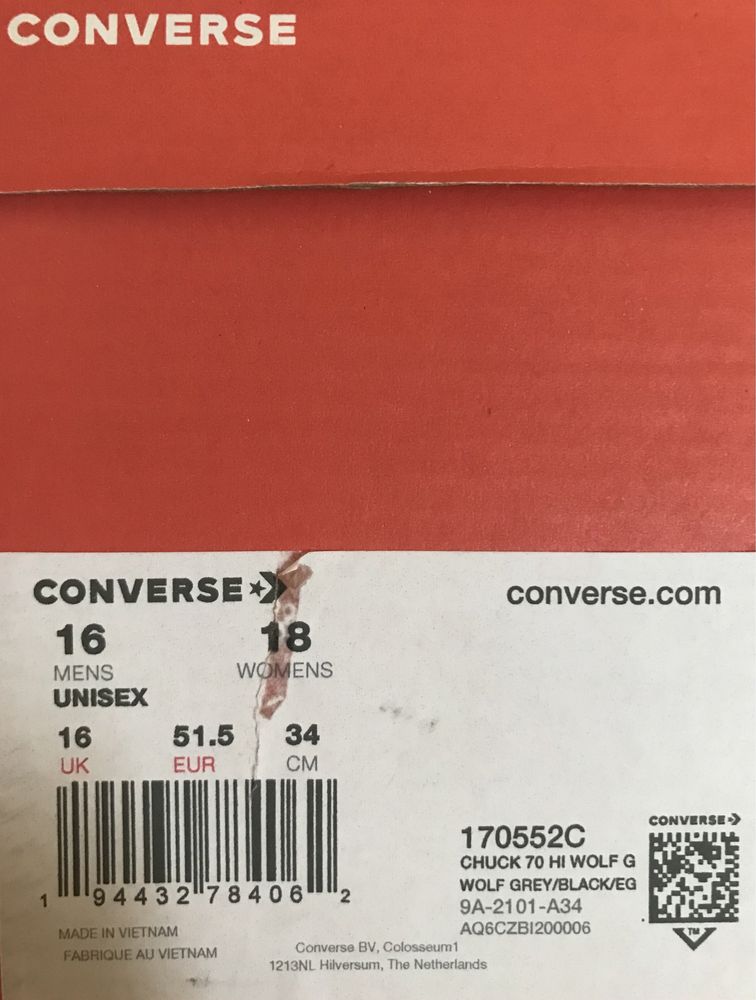 CONVERSE
CONVERSE
converse.com
16 18
MENS WOMENS
UNISEX
16 51.5 34
UK EUR CM
1 94432 78406 2
170552C
CHUCK 70 HI WOLF G
WOLF GREY/BLACK/EG
9A-2101-A34
AQ6CZBI200006
CONVERSE
TM
MADE IN VIETNAM
FABRIQUE AU VIETNAM
Converse BV, Colosseum1
1213NL Hilversum, The Netherlands